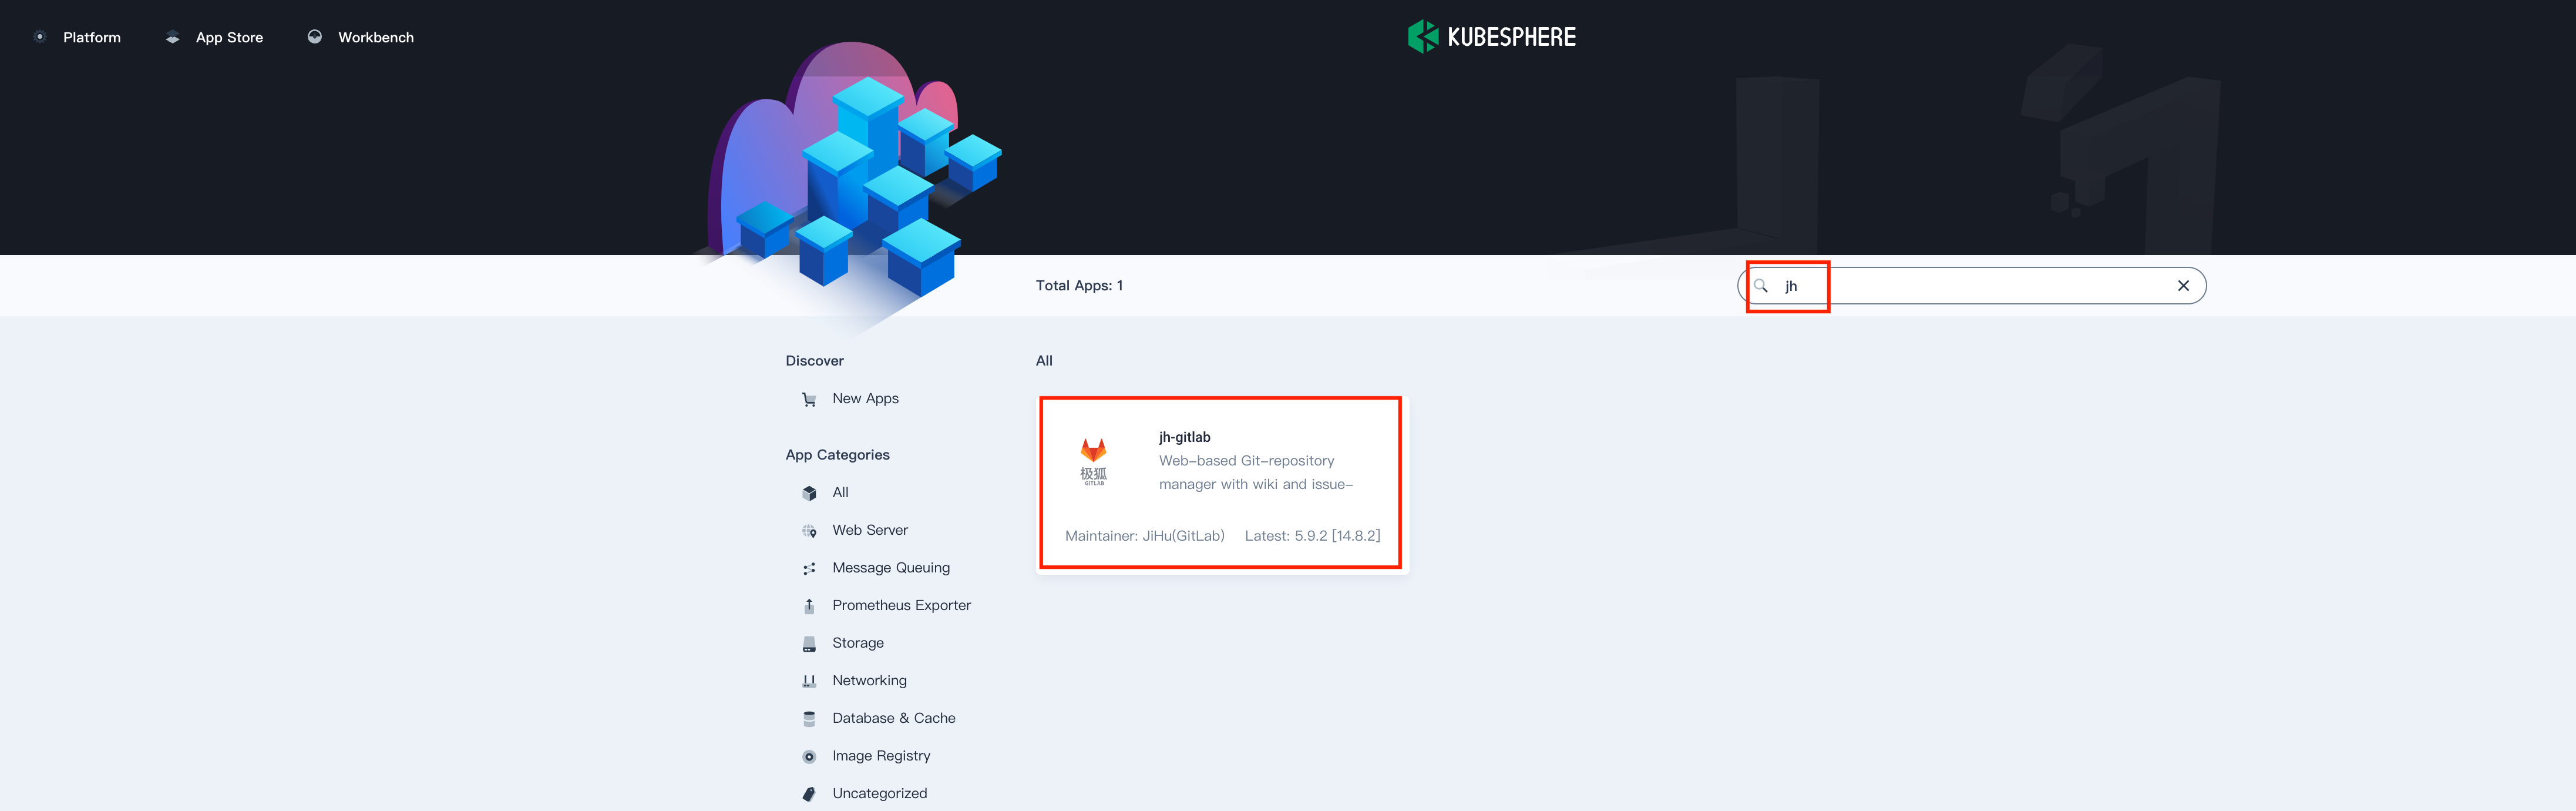 Platform
App Store
Workbench
KUBESPHERE
Total Apps: 1
jh
Discover
New Apps
App Categories
All
Web Server
Message Queuing
Prometheus Exporter
Storage
Networking
Database & Cache
Image Registry
Uncategorized
All
极狐
GITLAB
jh-gitlab
Web-based Git-repository
manager with wiki and issue-
Maintainer: JiHu(GitLab) Latest: 5.9.2 [14.8.2]